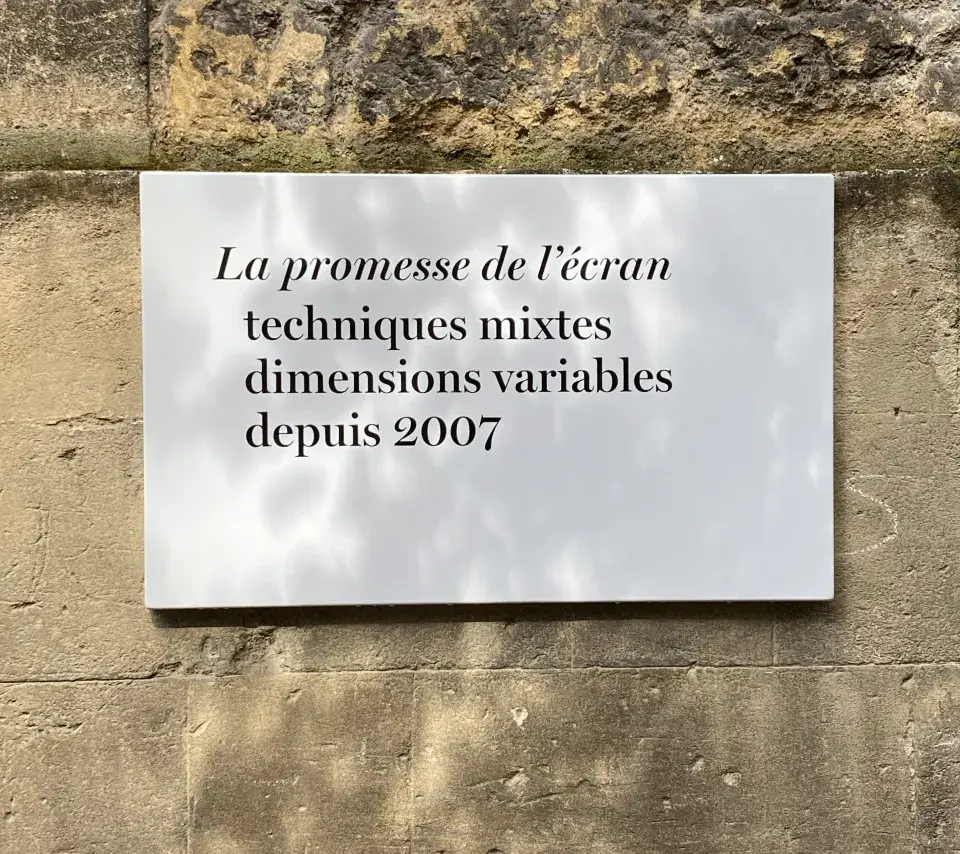 La promesse de l’écran
techniques mixtes
dimensions variables
depuis 2007